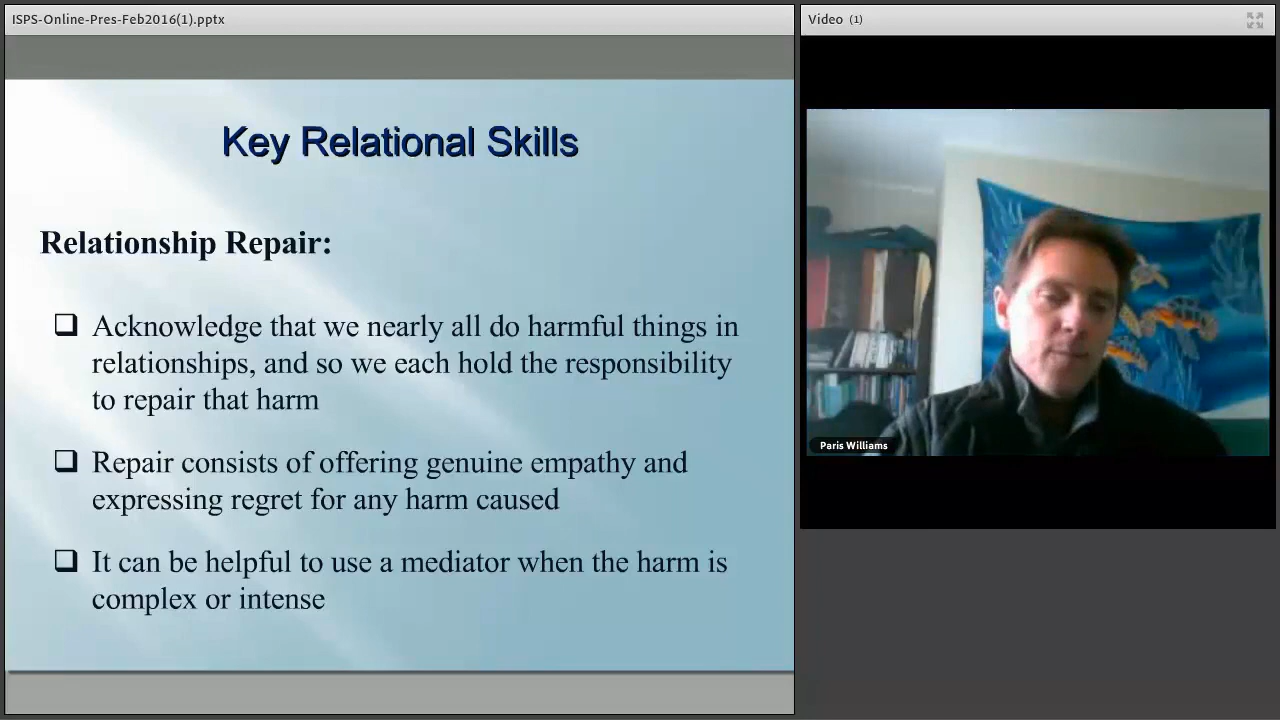 ISPS-Online-Pres-Feb2016(1).pptx
Video (1)
Key Relational Skills
Relationship Repair:
Acknowledge that we nearly all do harmful things in
relationships, and so we each hold the responsibility
to repair that harm
Repair consists of offering genuine empathy and
expressing regret for any harm caused
It can be helpful to use a mediator when the harm is
complex or intense
Paris Williams